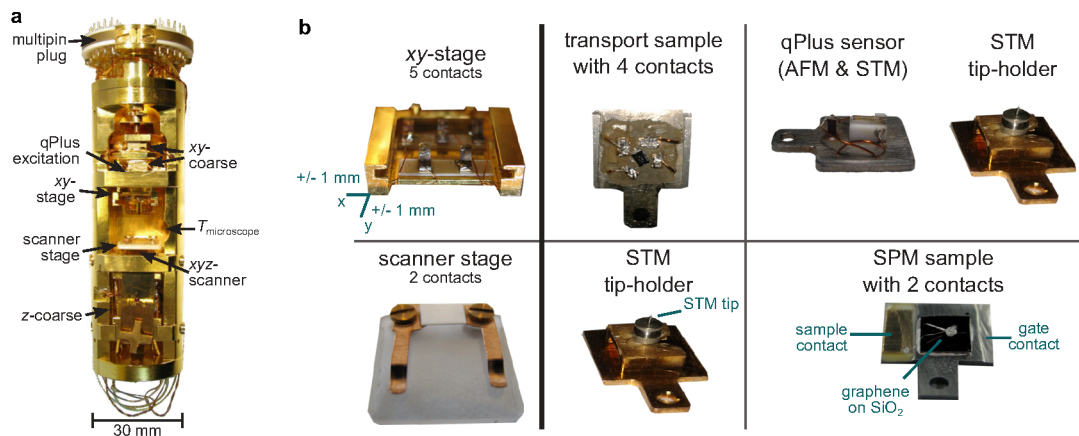 a
multipin
plug
qPlus
excitation
xy-
coarse
xy-
stage
Tmicroscope
scanner
stage
xyz-
scanner
z-coarse
30 mm
b
xy-stage
5 contacts
+/- 1 mm
x
+/- 1 mm
y
transport sample
with 4 contacts
qPlus sensor
(AFM & STM)
STM
tip-holder
scanner stage
2 contacts
STM
tip-holder
STM tip
SPM sample
with 2 contacts
sample
contact
gate
contact
graphene
on SiO₂